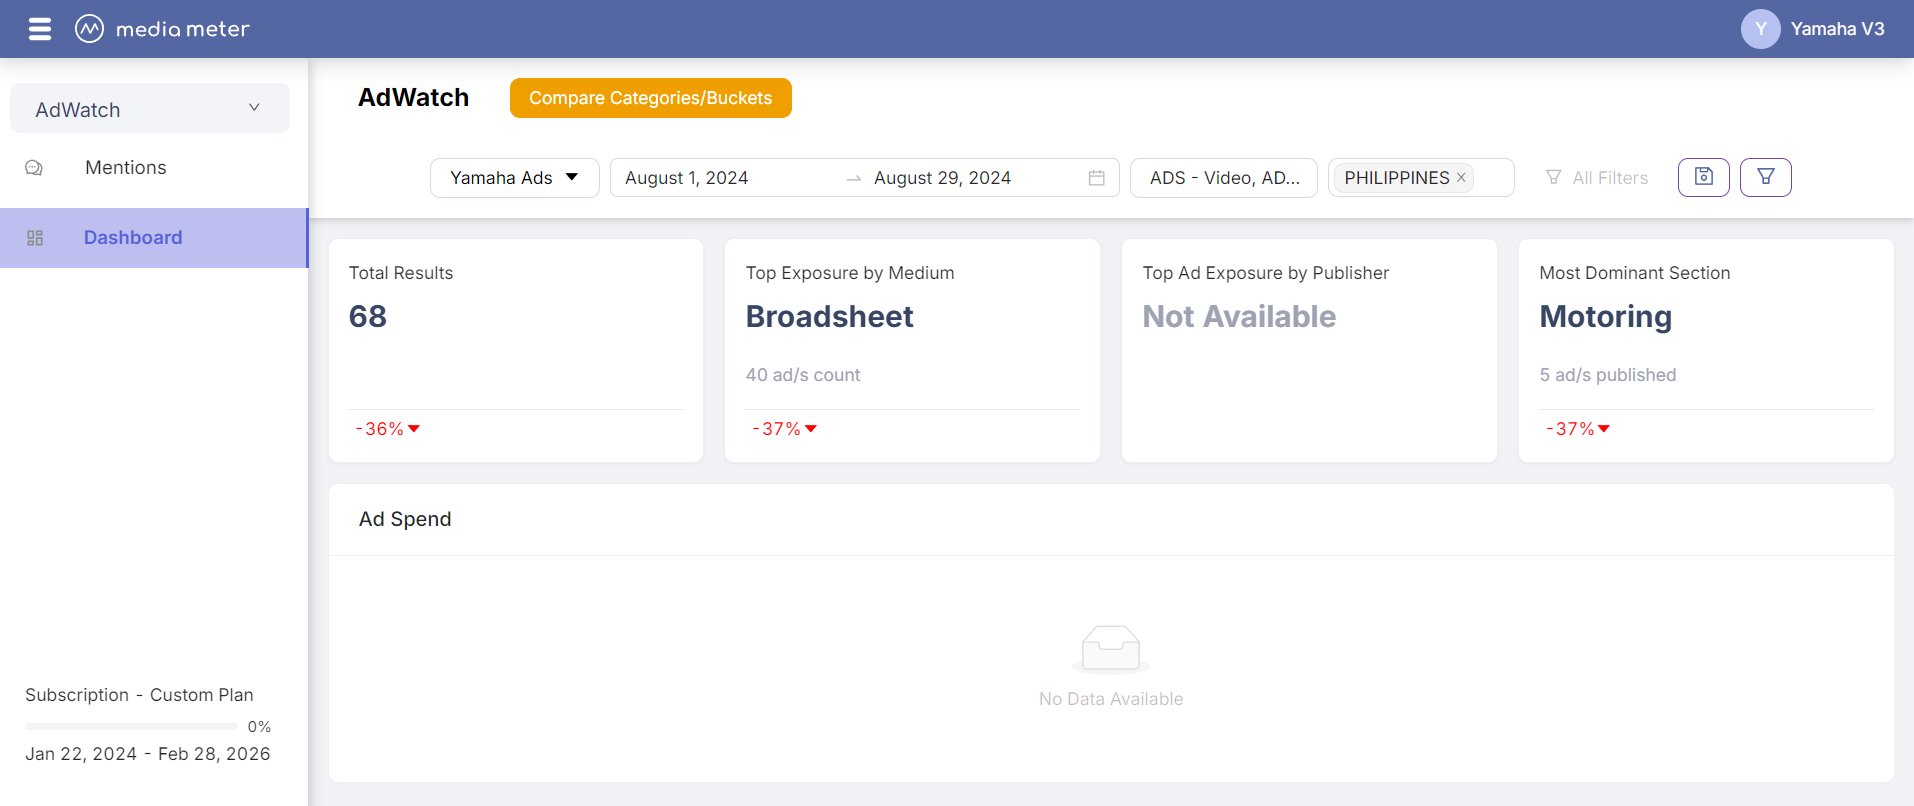 media meter
Y
Yamaha V3
AdWatch
Mentions
Dashboard
Subscription - Custom Plan
0%
Jan 22, 2024 - Feb 28, 2026
AdWatch
Compare Categories/Buckets
Yamaha Ads
August 1, 2024
August 29, 2024
ADS - Video, AD...
PHILIPPINES
All Filters
Total Results
68
-36%
Top Exposure by Medium
Broadsheet
40 ad/s count
-37%
Top Ad Exposure by Publisher
Not Available
Most Dominant Section
Motoring
5 ad/s published
-37%
Ad Spend
No Data Available